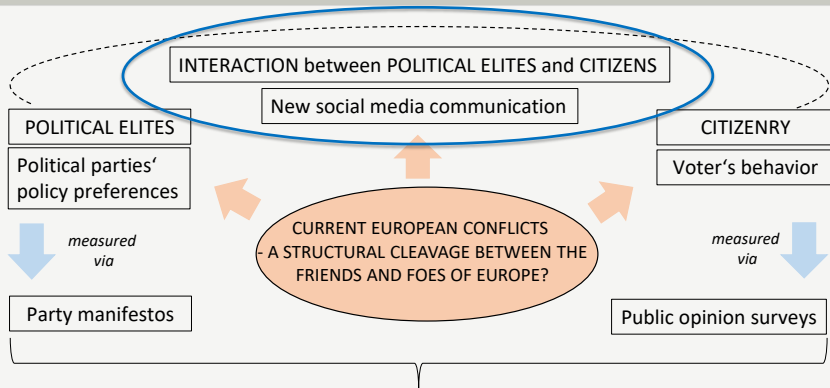 INTERACTION between POLITICAL ELITES and CITIZENS
New social media communication
POLITICAL ELITES
Political parties‘
policy preferences
CITIZENRY
Voter‘s behavior
CURRENT EUROPEAN CONFLICTS
- A STRUCTURAL CLEAVAGE BETWEEN THE
FRIENDS AND FOES OF EUROPE?
measured
via
measured
via
Party manifestos
Public opinion surveys